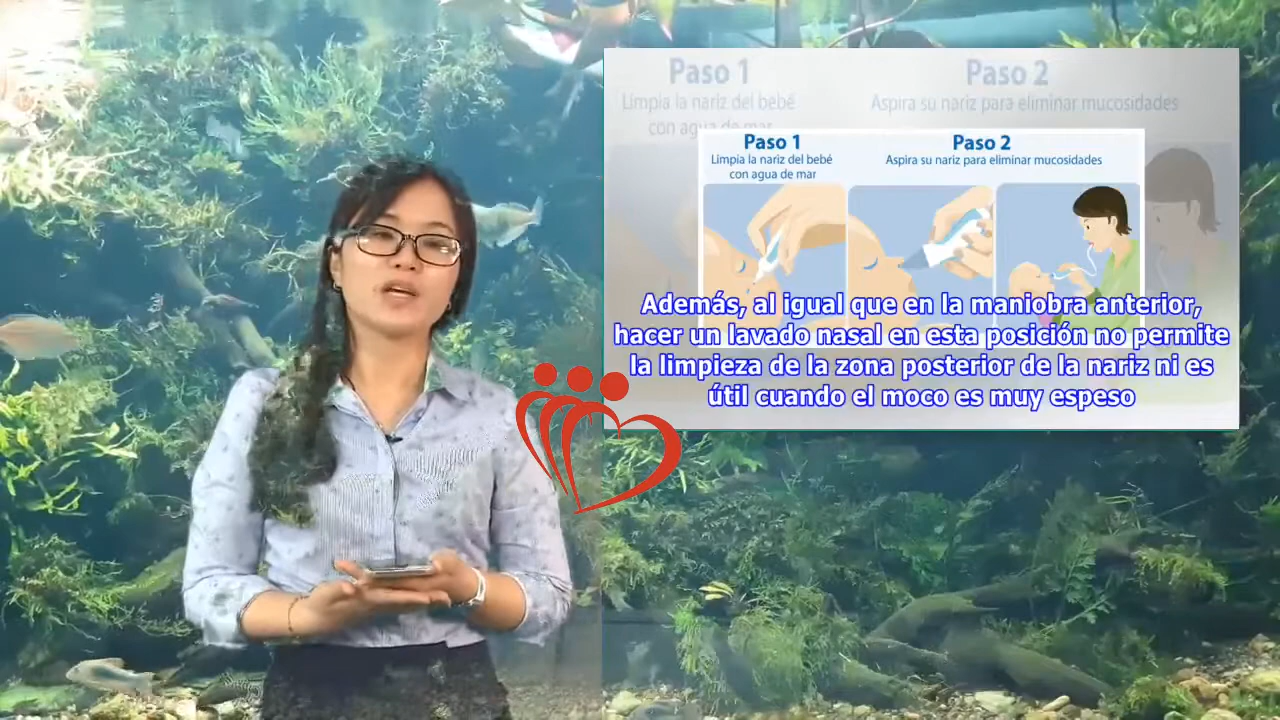 Paso 1
Limpia la nariz del bebé
con agua de mar
Paso 2
Aspira su nariz para eliminar mucosidades
Paso 1
Limpia la nariz del bebé
con agua de mar
Paso 2
Aspira su nariz para eliminar mucosidades
Además, al igual que en la maniobra anterior,
hacer un lavado nasal en esta posición no permite
la limpieza de la zona posterior de la nariz ni es
útil cuando el moco es muy espeso